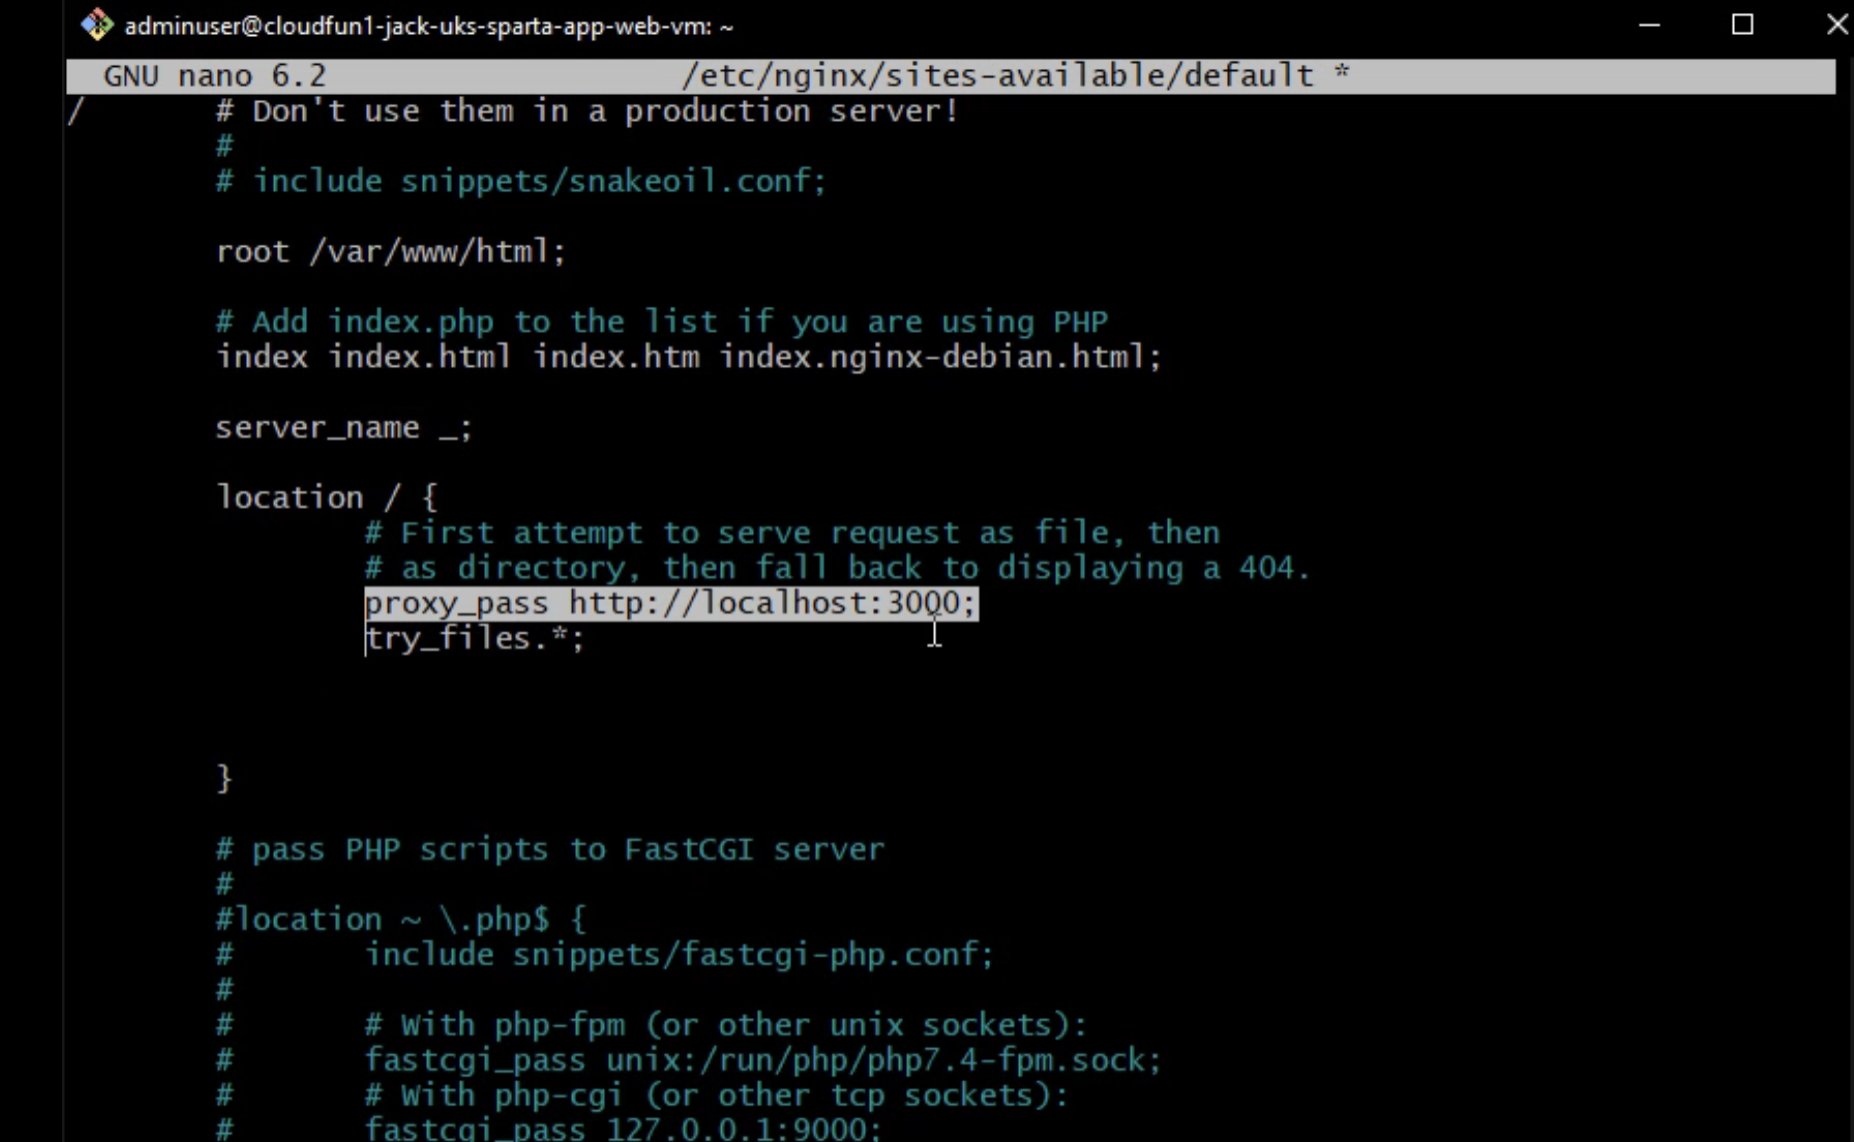 adminuser@cloudfun1-jack-uks-sparta-app-web-vm: ~
GNU nano 6.2 /etc/nginx/sites-available/default *
/ # Don't use them in a production server!
#
# include snippets/snakeoil.conf;
root /var/www/html;
# Add index.php to the list if you are using PHP
index index.html index.htm index.nginx-debian.html;
server_name _;
location / {
# First attempt to serve request as file, then
# as directory, then fall back to displaying a 404.
proxy_pass http://localhost:3000;
try_files.*;
}
# pass PHP scripts to FastCGI server
#
#location ~ \.php$ {
# include snippets/fastcgi-php.conf;
#
# # With php-fpm (or other unix sockets):
# fastcgi_pass unix:/run/php/php7.4-fpm.sock;
# # With php-cgi (or other tcp sockets):
# fastcgi_pass 127.0.0.1:9000;